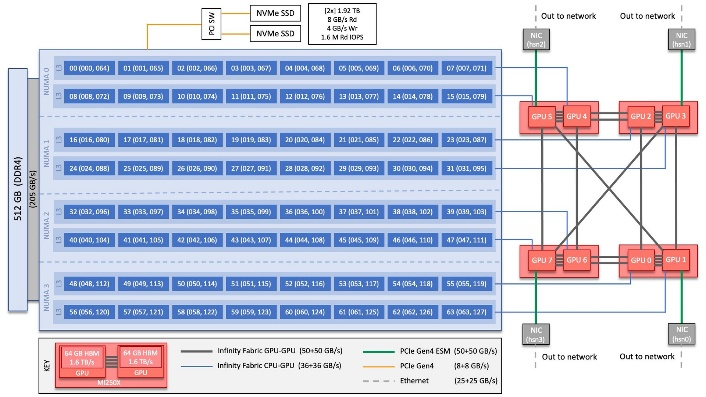 NVMe SSD
NVMe SSD
PCI SW
[2x] 1.92 TB
8 GB/s Rd
4 GB/s Wr
1.6 M Rd IOPS
Out to network
Out to network
NIC
(hsn2)
NIC
(hsn1)
512 GB (DDR4)
(205 GB/s)
NUMA 0
L3
00 (000, 064) 01 (001, 065) 02 (002, 066) 03 (003, 067) 04 (004, 068) 05 (005, 069) 06 (006, 070) 07 (007, 071)
L3
08 (008, 072) 09 (009, 073) 10 (010, 074) 11 (011, 075) 12 (012, 076) 13 (013, 077) 14 (014, 078) 15 (015, 079)
NUMA 1
L3
16 (016, 080) 17 (017, 081) 18 (018, 082) 19 (019, 083) 20 (020, 084) 21 (021, 085) 22 (022, 086) 23 (023, 087)
L3
24 (024, 088) 25 (025, 089) 26 (026, 090) 27 (027, 091) 28 (028, 092) 29 (029, 093) 30 (030, 094) 31 (031, 095)
NUMA 2
L3
32 (032, 096) 33 (033, 097) 34 (034, 098) 35 (035, 099) 36 (036, 100) 37 (037, 101) 38 (038, 102) 39 (039, 103)
L3
40 (040, 104) 41 (041, 105) 42 (042, 106) 43 (043, 107) 44 (044, 108) 45 (045, 109) 46 (046, 110) 47 (047, 111)
NUMA 3
L3
48 (048, 112) 49 (049, 113) 50 (050, 114) 51 (051, 115) 52 (052, 116) 53 (053, 117) 54 (054, 118) 55 (055, 119)
L3
56 (056, 120) 57 (057, 121) 58 (058, 122) 59 (059, 123) 60 (060, 124) 61 (061, 125) 62 (062, 126) 63 (063, 127)
GPU 5
GPU 4
GPU 2
GPU 3
GPU 7
GPU 6
GPU 0
GPU 1
NIC
(hsn3)
NIC
(hsn0)
Out to network
Out to network
KEY
64 GB HBM
1.6 TB/s
GPU
64 GB HBM
1.6 TB/s
GPU
MI250X
Infinity Fabric GPU-GPU (50+50 GB/s)
Infinity Fabric CPU-GPU (36+36 GB/s)
PCIe Gen4 ESM (50+50 GB/s)
PCIe Gen4 (8+8 GB/s)
Ethernet (25+25 GB/s)